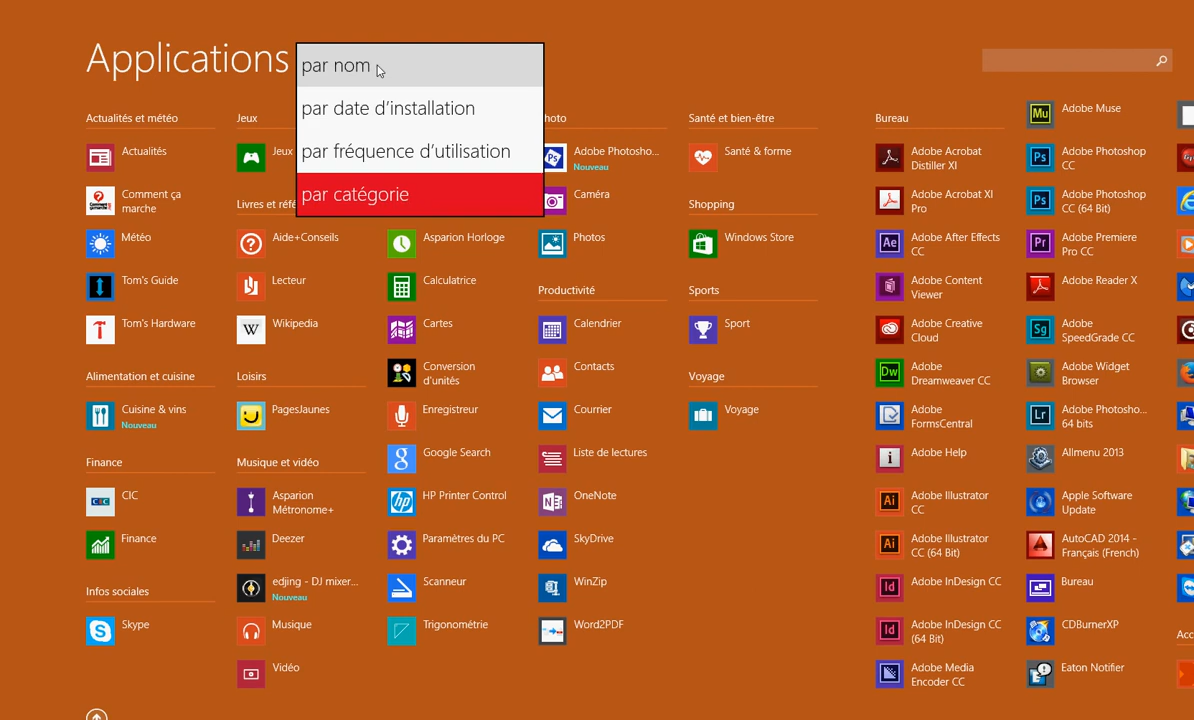 Applications
par nom
par date d'installation
par fréquence d'utilisation
par catégorie
Actualités et météo
Actualités
Comment ça
marche
Météo
Tom's Guide
Tom's Hardware
Alimentation et cuisine
Cuisine & vins
Nouveau
Finance
CIC
Finance
Infos sociales
Skype
Jeux
Jeux
Livres et réfé
Aide+Conseils
Lecteur
Wikipedia
Loisirs
PagesJaunes
Musique et vidéo
Asparion
Métronome+
Deezer
edjing - DJ mixer...
Nouveau
Musique
Vidéo
Asparion Horloge
Calculatrice
Cartes
Conversion
d'unités
Enregistreur
Google Search
HP Printer Control
Paramètres du PC
Scanneur
Trigonométrie
hoto
Adobe Photosho...
Nouveau
Caméra
Photos
Productivité
Calendrier
Contacts
Courrier
Liste de lectures
OneNote
SkyDrive
WinZip
Word2PDF
Santé et bien-être
Santé & forme
Shopping
Windows Store
Sports
Sport
Voyage
Voyage
Bureau
Adobe Acrobat
Distiller XI
Adobe Acrobat XI
Pro
Adobe After Effects
CC
Adobe Content
Viewer
Adobe Creative
Cloud
Adobe
Dreamweaver CC
Adobe
FormsCentral
Adobe Help
Adobe Illustrator
CC
Adobe Illustrator
CC (64 Bit)
Adobe InDesign CC
Adobe InDesign CC
(64 Bit)
Adobe Media
Encoder CC
Adobe Muse
Adobe Photoshop
CC
Adobe Photoshop
CC (64 Bit)
Adobe Premiere
Pro CC
Adobe Reader X
Adobe
SpeedGrade CC
Adobe Widget
Browser
Adobe Photosho...
64 bits
Allmenu 2013
Apple Software
Update
AutoCAD 2014 -
Français (French)
Bureau
CDBurnerXP
Eaton Notifier
Acc